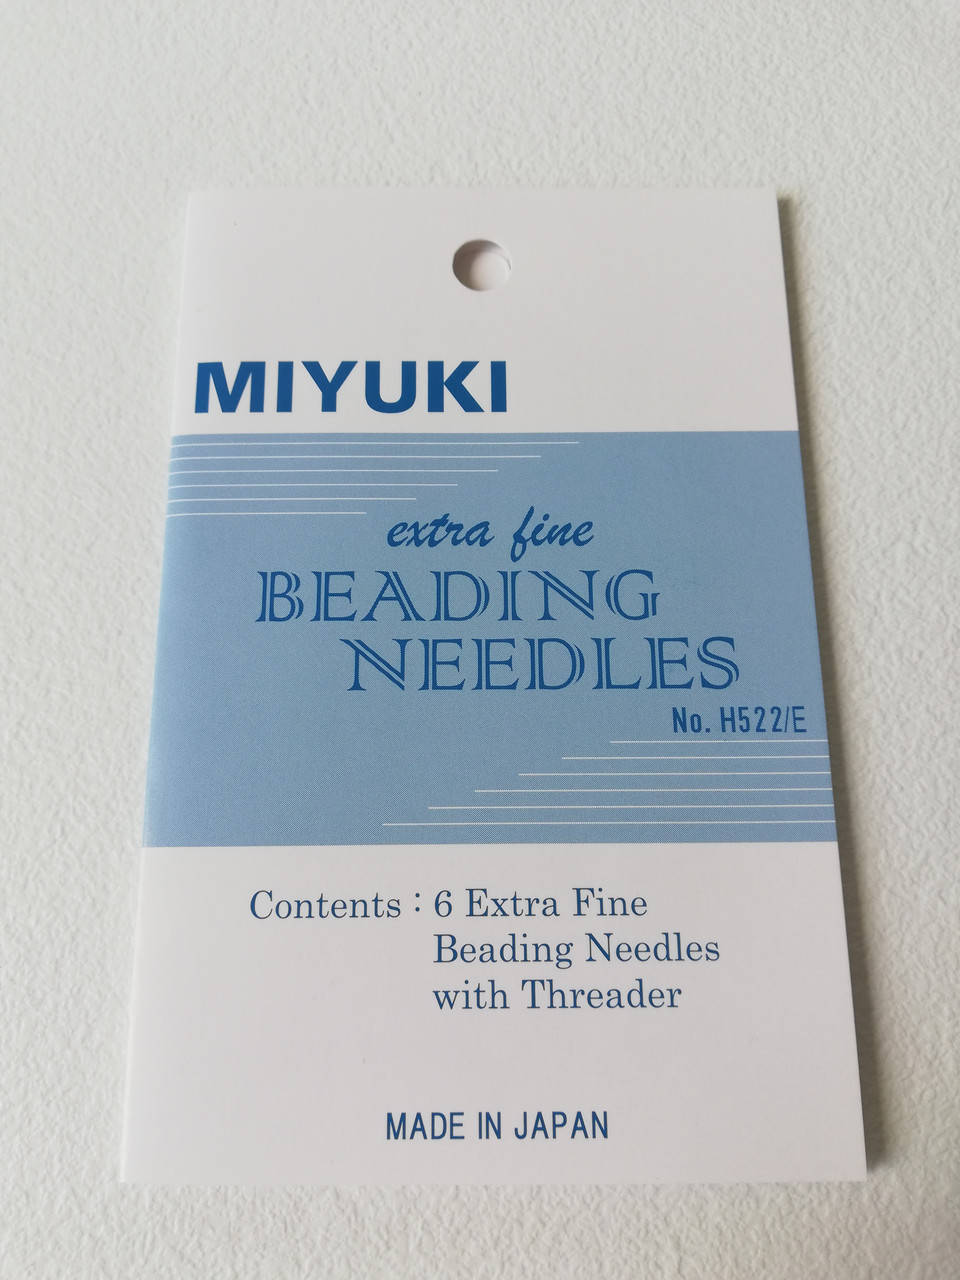 MIYUKI
extra fine
BEADING
NEEDLES
No. H522/E
Contents : 6 Extra Fine
Beading Needles
with Threader
MADE IN JAPAN